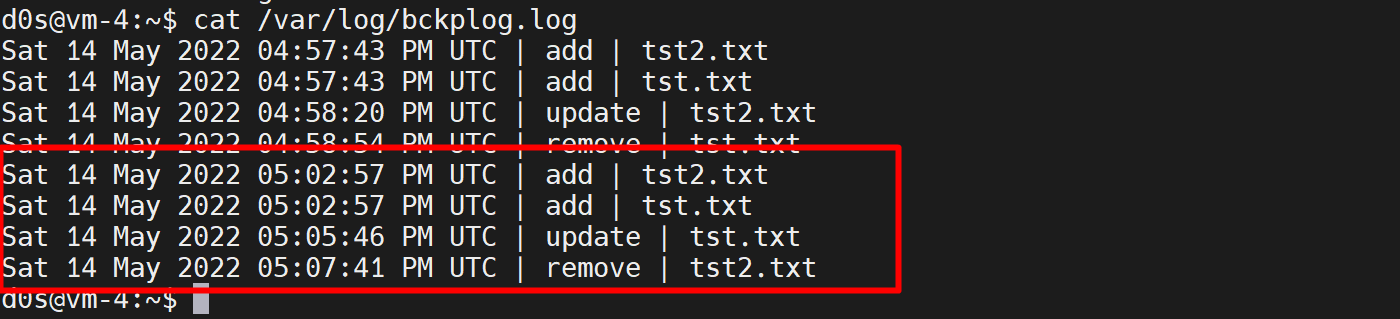 d0s@vm-4:~$ cat /var/log/bckplog.log
Sat 14 May 2022 04:57:43 PM UTC | add | tst2.txt
Sat 14 May 2022 04:57:43 PM UTC | add | tst.txt
Sat 14 May 2022 04:58:20 PM UTC | update | tst2.txt
Sat 14 May 2022 04:58:54 PM UTC | remove | tst.txt
Sat 14 May 2022 05:02:57 PM UTC | add | tst2.txt
Sat 14 May 2022 05:02:57 PM UTC | add | tst.txt
Sat 14 May 2022 05:05:46 PM UTC | update | tst.txt
Sat 14 May 2022 05:07:41 PM UTC | remove | tst2.txt
d0s@vm-4:~$